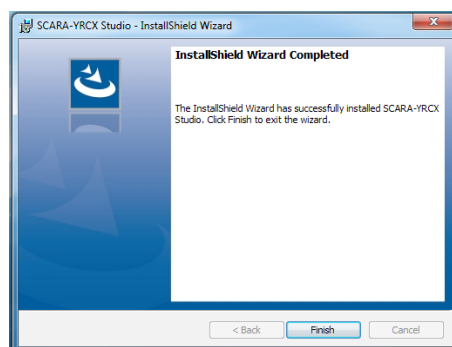 SCARA-YRCX Studio - InstallShield Wizard
InstallShield Wizard Completed
The InstallShield Wizard has successfully installed SCARA-YRCX
Studio. Click Finish to exit the wizard.
< Back
Finish
Cancel